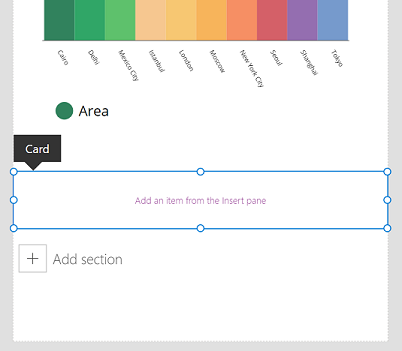 Cairo
Delhi
Mexico City
Istanbul
London
Moscow
New York City
Seoul
Shanghai
Tokyo
Area
Card
Add an item from the Insert pane
Add section